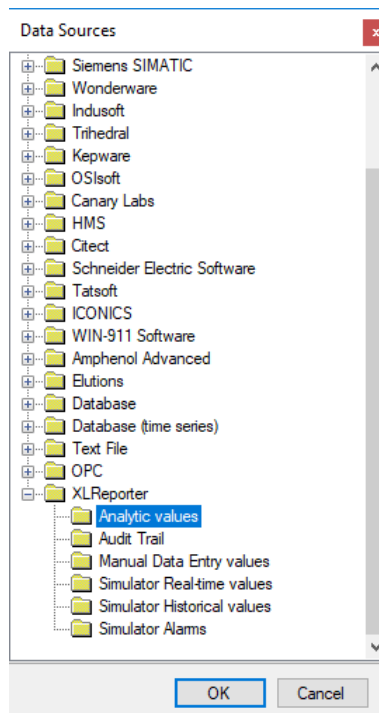 Data Sources
x
Siemens SIMATIC
Wonderware
Indusoft
Trihedral
Kepware
OSIsoft
Canary Labs
HMS
Citect
Schneider Electric Software
Tatsoft
ICONICS
WIN-911 Software
Amphenol Advanced
Elutions
Database
Database (time series)
Text File
OPC
XLReporter
Analytic values
Audit Trail
Manual Data Entry values
Simulator Real-time values
Simulator Historical values
Simulator Alarms
OK Cancel